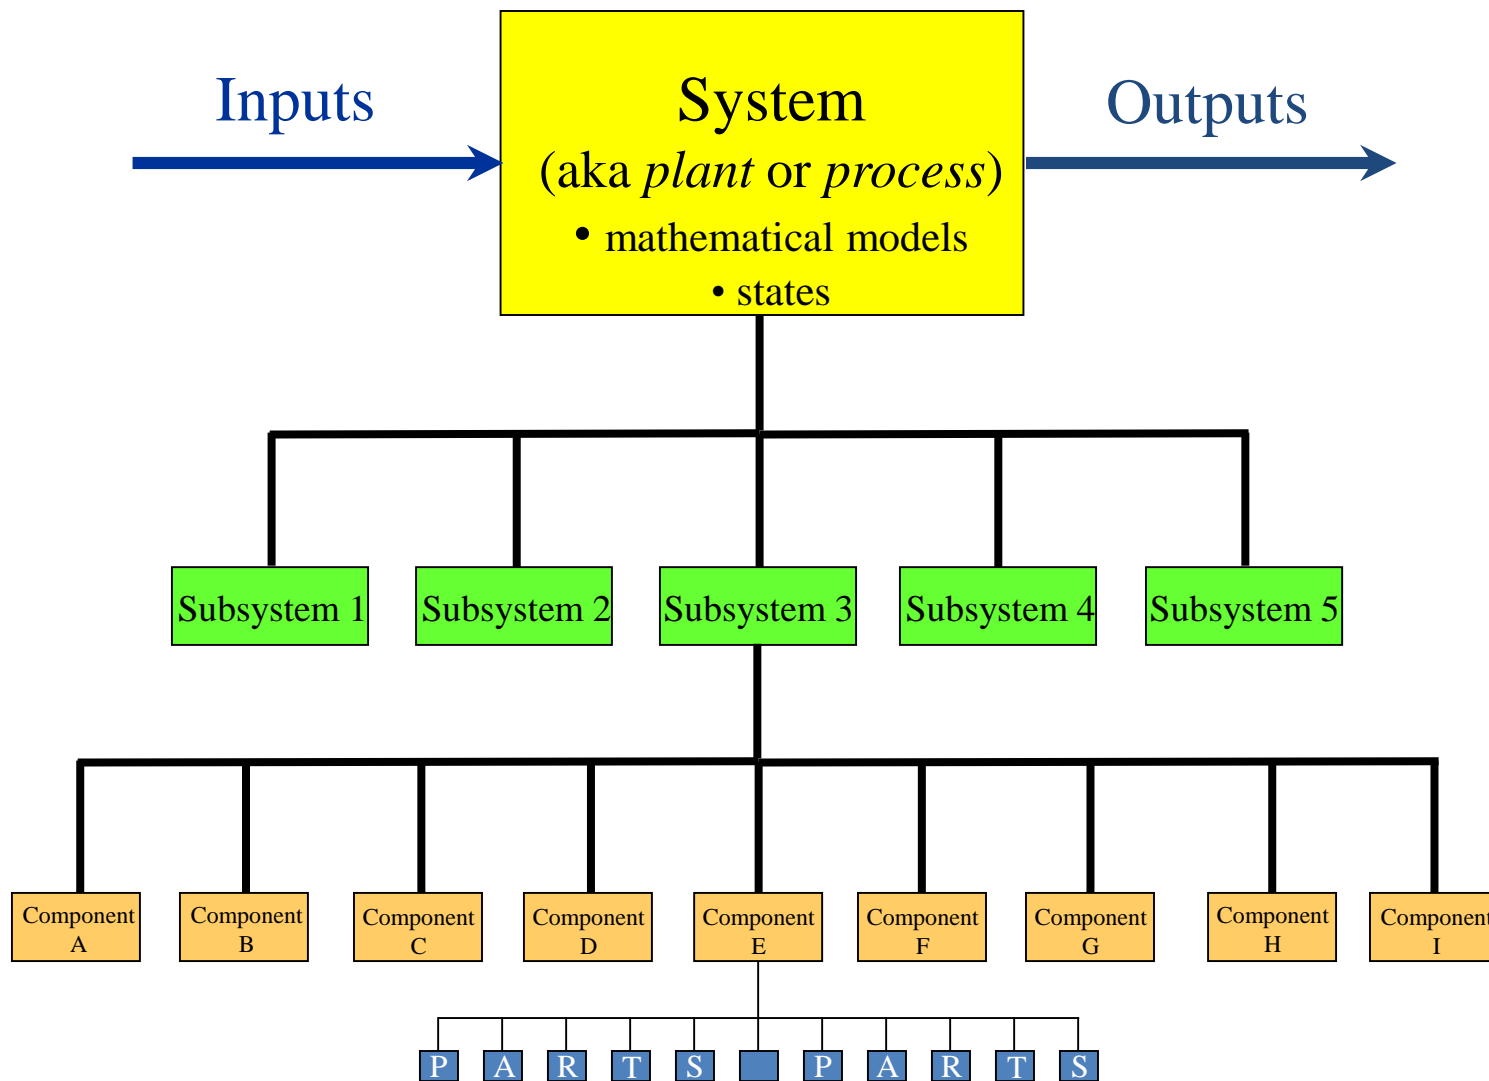 Inputs
System
(aka plant or process)
• mathematical models
• states
Outputs
Subsystem 1
Subsystem 2
Subsystem 3
Subsystem 4
Subsystem 5
Component
A
Component
B
Component
C
Component
D
Component
E
Component
F
Component
G
Component
H
Component
I
P A R T S P A R T S